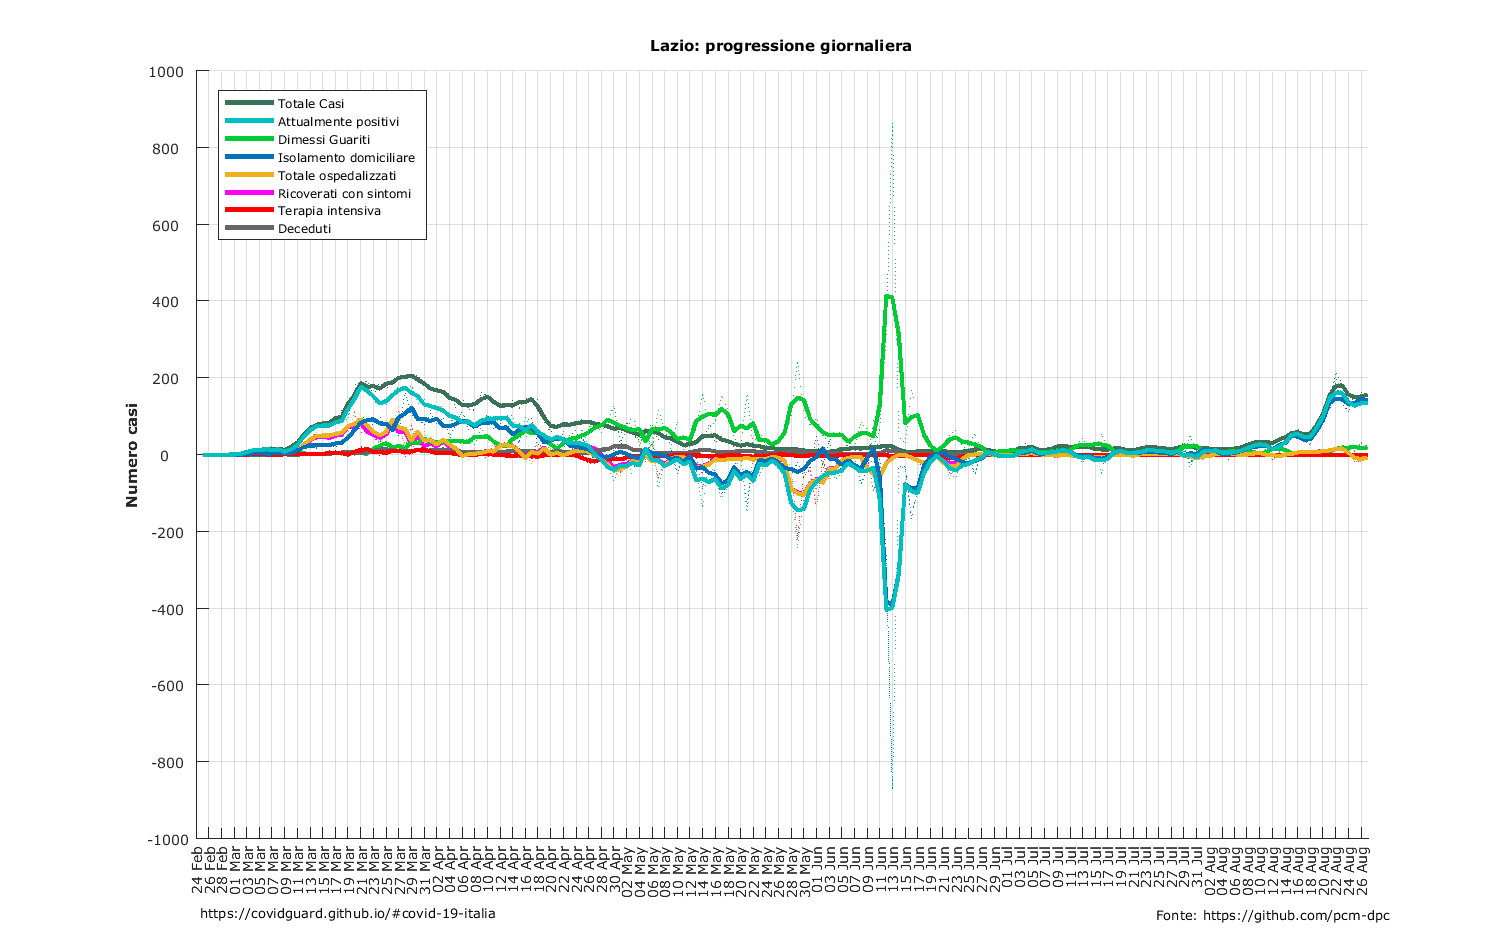 Lazio: progressione giornaliera
1000
800
600
400
200
0
-200
-400
-600
-800
-1000
Numero casi
Totale Casi
Attualmente positivi
Dimessi Guariti
Isolamento domiciliare
Totale ospedalizzati
Ricoverati con sintomi
Terapia intensiva
Deceduti
24 Feb
26 Feb
28 Feb
01 Mar
03 Mar
05 Mar
07 Mar
09 Mar
11 Mar
13 Mar
15 Mar
17 Mar
19 Mar
21 Mar
23 Mar
25 Mar
27 Mar
29 Mar
31 Mar
02 Apr
04 Apr
06 Apr
08 Apr
10 Apr
12 Apr
14 Apr
16 Apr
18 Apr
20 Apr
22 Apr
24 Apr
26 Apr
28 Apr
30 Apr
02 May
04 May
06 May
08 May
10 May
12 May
14 May
16 May
18 May
20 May
22 May
24 May
26 May
28 May
30 May
01 Jun
03 Jun
05 Jun
07 Jun
09 Jun
11 Jun
13 Jun
15 Jun
17 Jun
19 Jun
21 Jun
23 Jun
25 Jun
27 Jun
29 Jun
01 Jul
03 Jul
05 Jul
07 Jul
09 Jul
11 Jul
13 Jul
15 Jul
17 Jul
19 Jul
21 Jul
23 Jul
25 Jul
27 Jul
29 Jul
31 Jul
02 Aug
04 Aug
06 Aug
08 Aug
10 Aug
12 Aug
14 Aug
16 Aug
18 Aug
20 Aug
22 Aug
24 Aug
26 Aug
https://covidguard.github.io/#covid-19-italia
Fonte: https://github.com/pcm-dpc